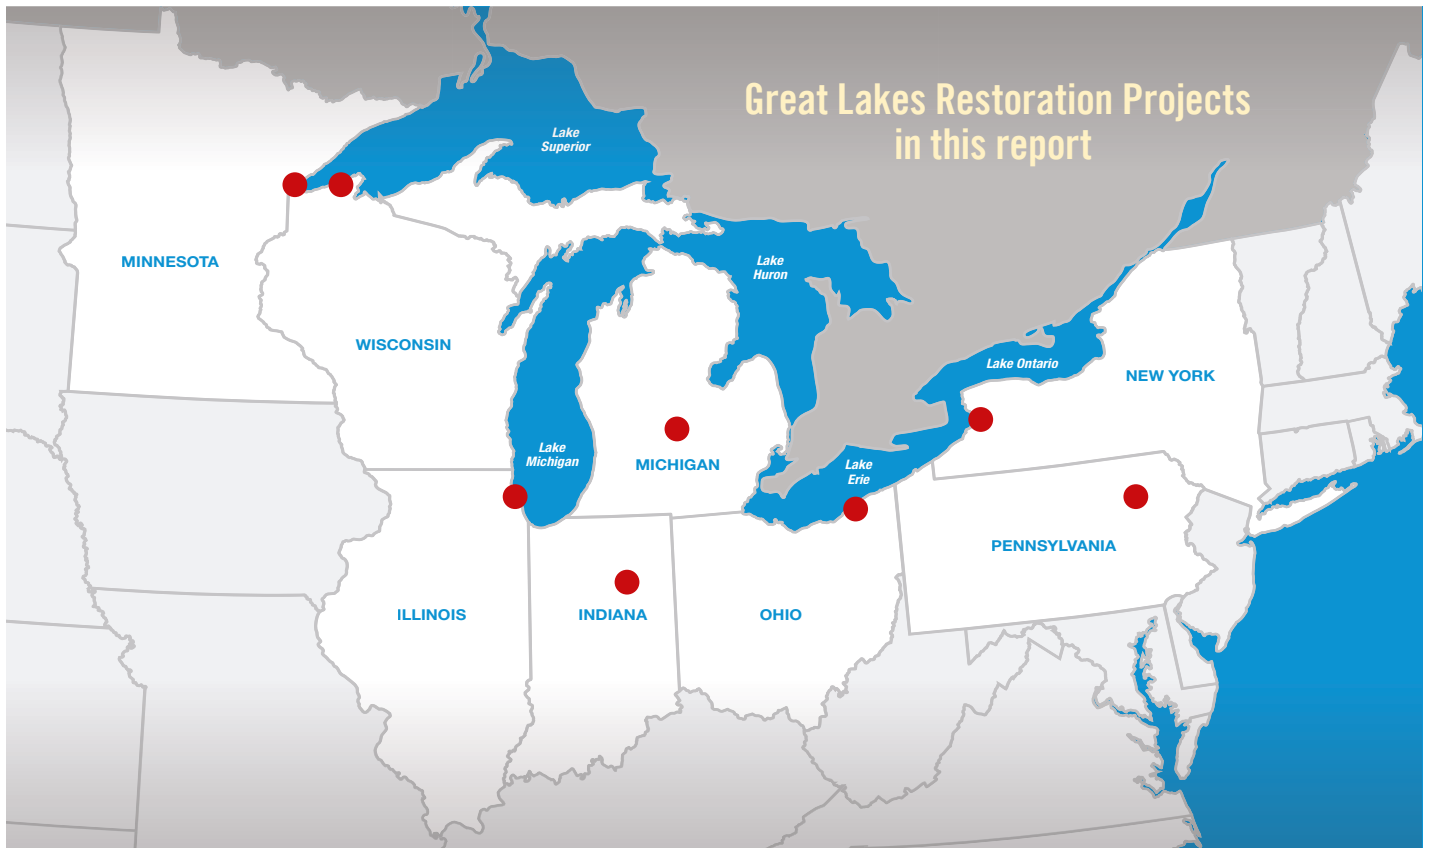 Great Lakes Restoration Projects
in this report
Lake
Superior
MINNESOTA
Lake
Huron
WISCONSIN
Lake Ontario
NEW YORK
Lake
Michigan
MICHIGAN
Lake
Erie
PENNSYLVANIA
ILLINOIS
INDIANA
OHIO